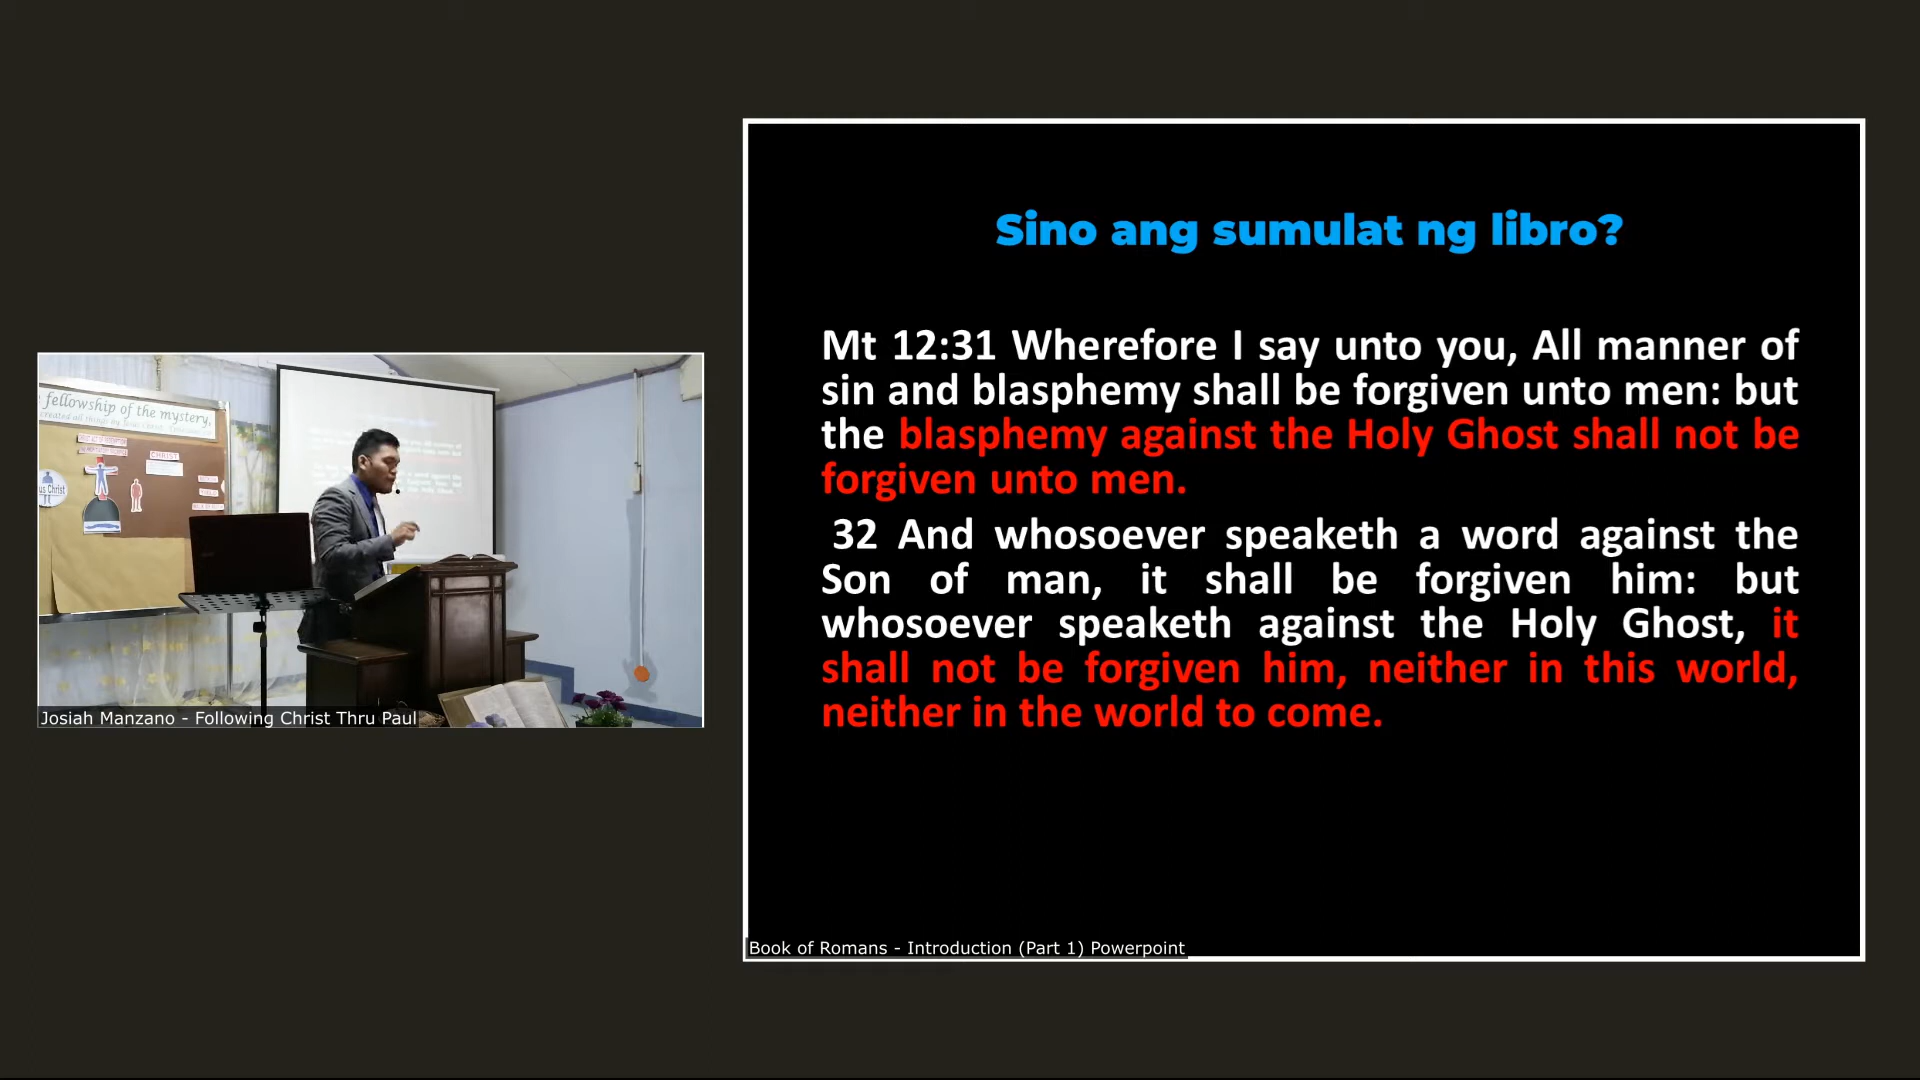 fellowship of the mystery,
CHRIST
us Christ
Josiah Manzano - Following Christ Thru Paul
Sino ang sumulat ng libro?
Mt 12:31 Wherefore I say unto you, All manner of
sin and blasphemy shall be forgiven unto men: but
the blasphemy against the Holy Ghost shall not be
forgiven unto men.
32 And whosoever speaketh a word against the
Son of man, it shall be forgiven him: but
whosoever speaketh against the Holy Ghost, it
shall not be forgiven him, neither in this world,
neither in the world to come.
Book of Romans - Introduction (Part 1) Powerpoint